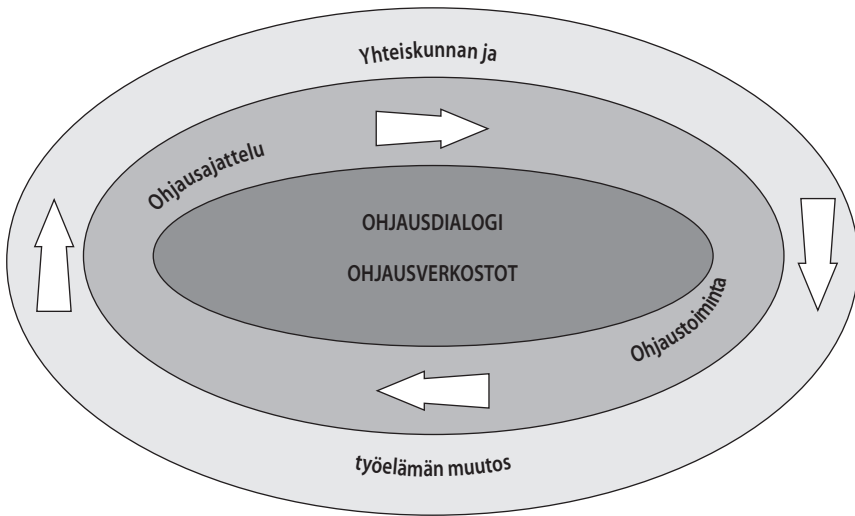 Yhteiskunnan ja
Ohjausajattelu
OHJAUSDIALOGI
OHJAUSVERKOSTOT
Ohjaustoiminta
työelämän muutos